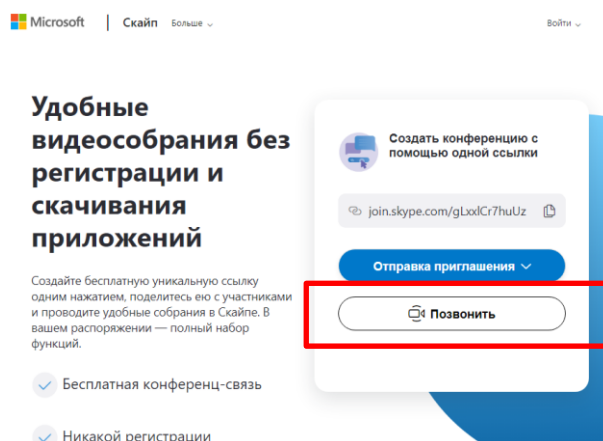 Microsoft | Скайп Больше Войти
Удобные
видеособрания без
регистрации и
скачивания
приложений
Создайте бесплатную уникальную ссылку
одним нажатием, поделитесь ею с участниками
и проводите удобные собрания в Скайпе. В
вашем распоряжении — полный набор
функций.
Бесплатная конференц-связь
Никакой регистрации
Создать конференцию с
помощью одной ссылки
join.skype.com/gLxxlCr7huUz
Отправка приглашения
Позвонить